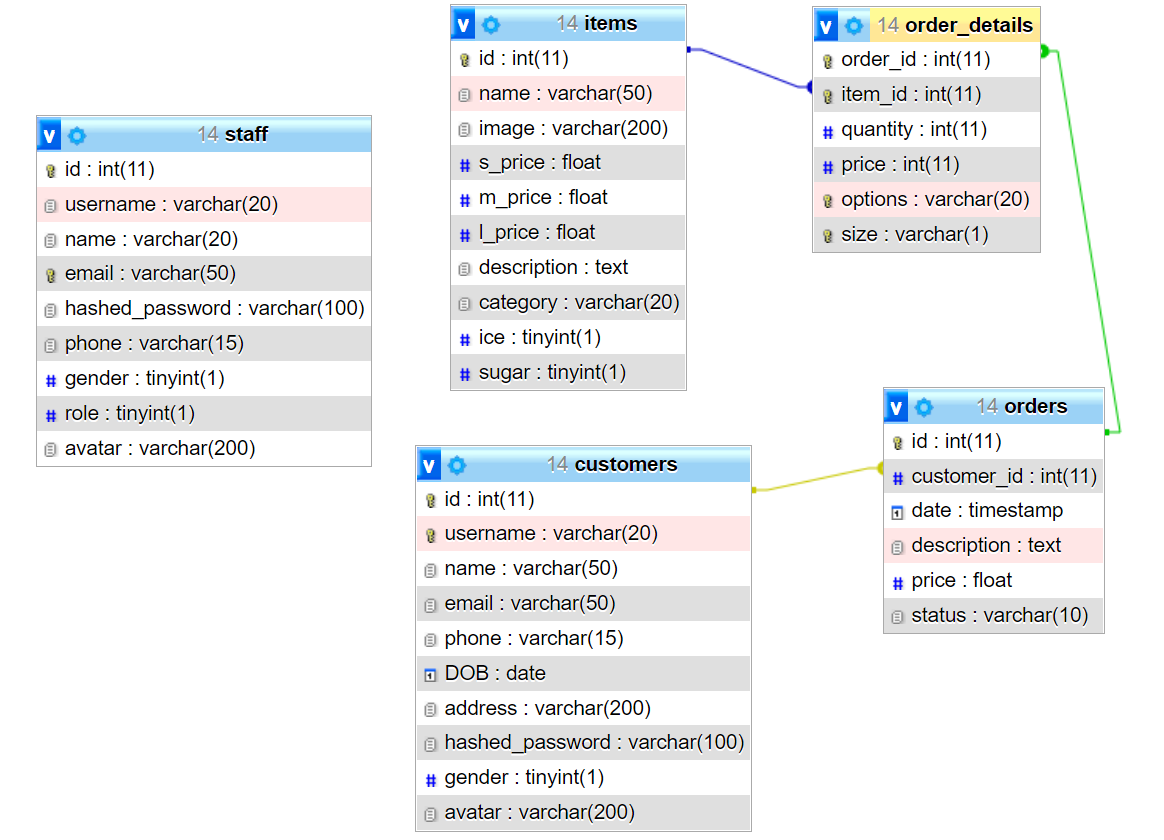 v 14 staff
id : int(11)
username : varchar(20)
name : varchar(20)
email : varchar(50)
hashed_password : varchar(100)
phone : varchar(15)
gender : tinyint(1)
role : tinyint(1)
avatar : varchar(200)
v 14 items
id : int(11)
name : varchar(50)
image : varchar(200)
s_price : float
m_price : float
l_price : float
description : text
category : varchar(20)
ice : tinyint(1)
sugar : tinyint(1)
v 14 order_details
order_id : int(11)
item_id : int(11)
quantity : int(11)
price : int(11)
options : varchar(20)
size : varchar(1)
v 14 customers
id : int(11)
username : varchar(20)
name : varchar(50)
email : varchar(50)
phone : varchar(15)
DOB : date
address : varchar(200)
hashed_password : varchar(100)
gender : tinyint(1)
avatar : varchar(200)
v 14 orders
id : int(11)
customer_id : int(11)
date : timestamp
description : text
price : float
status : varchar(10)